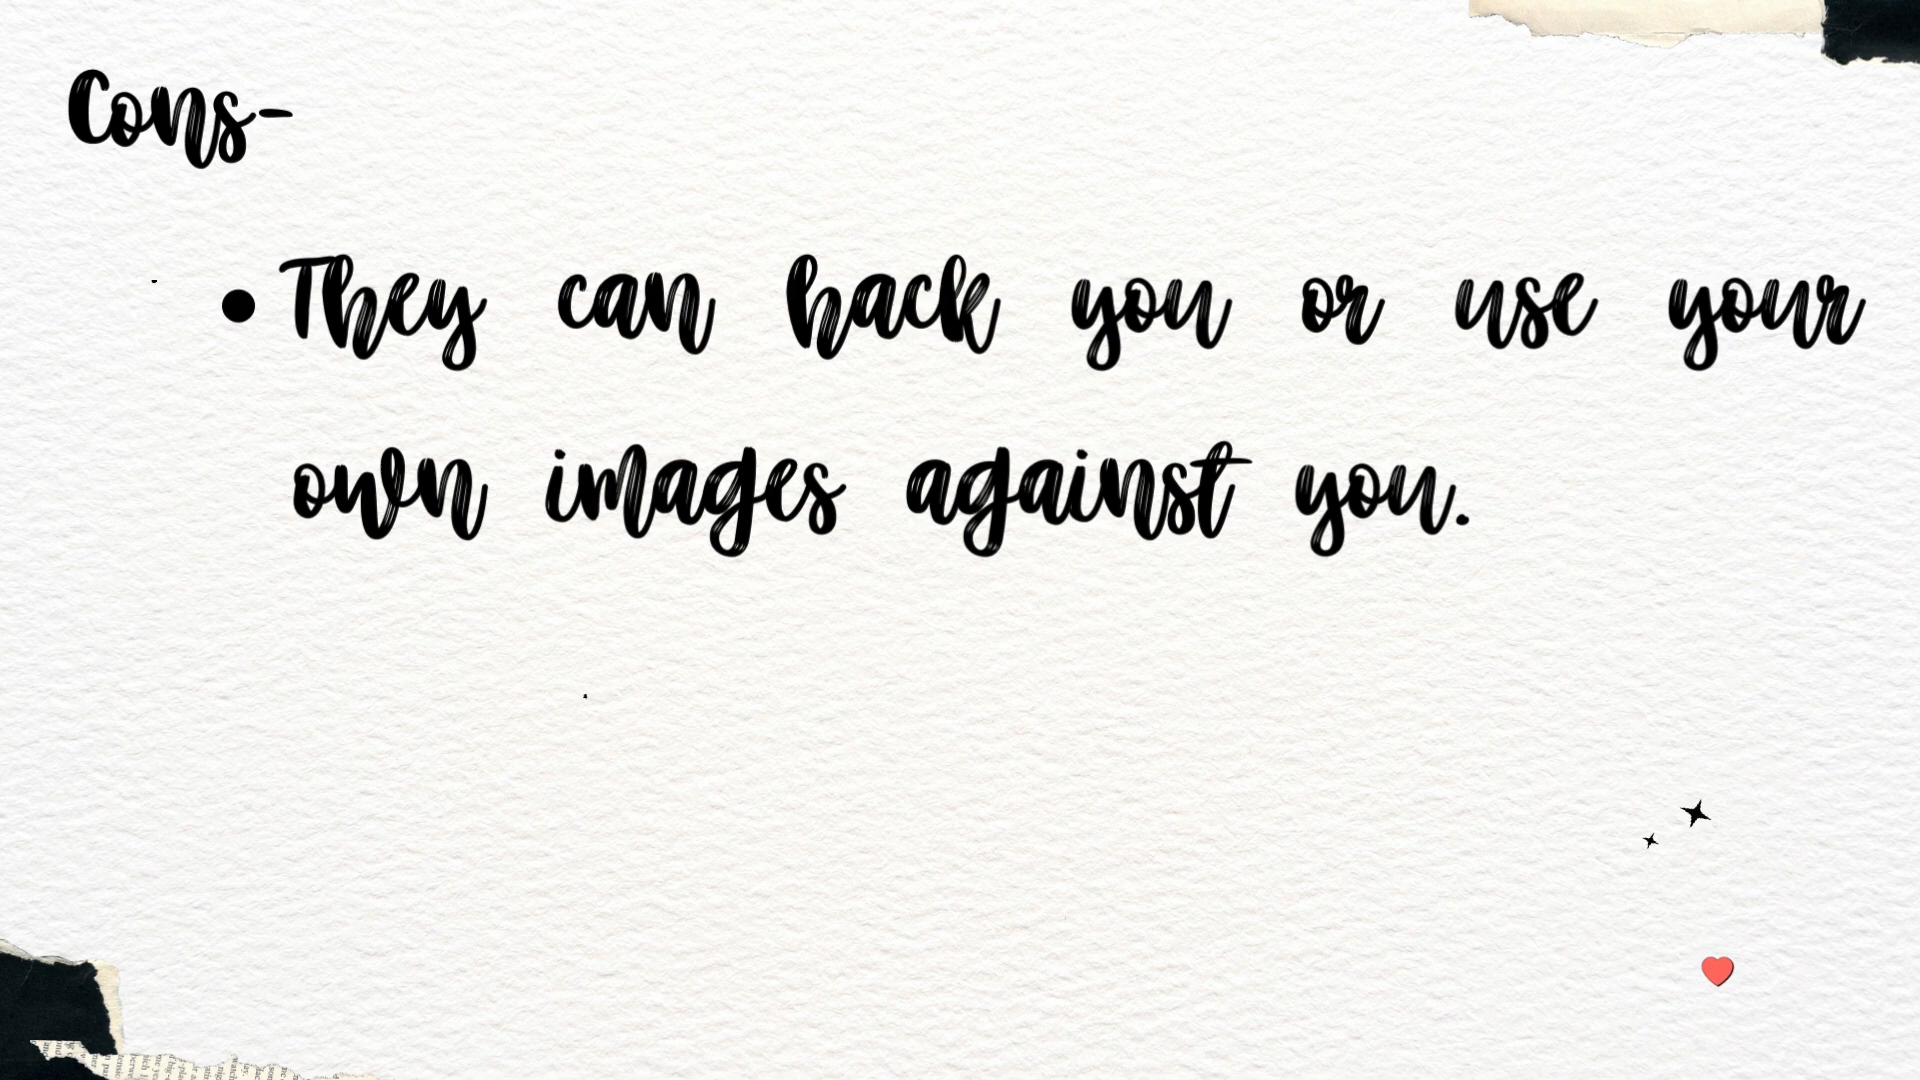 Cons-
• They can hack you or use your
own images against you.